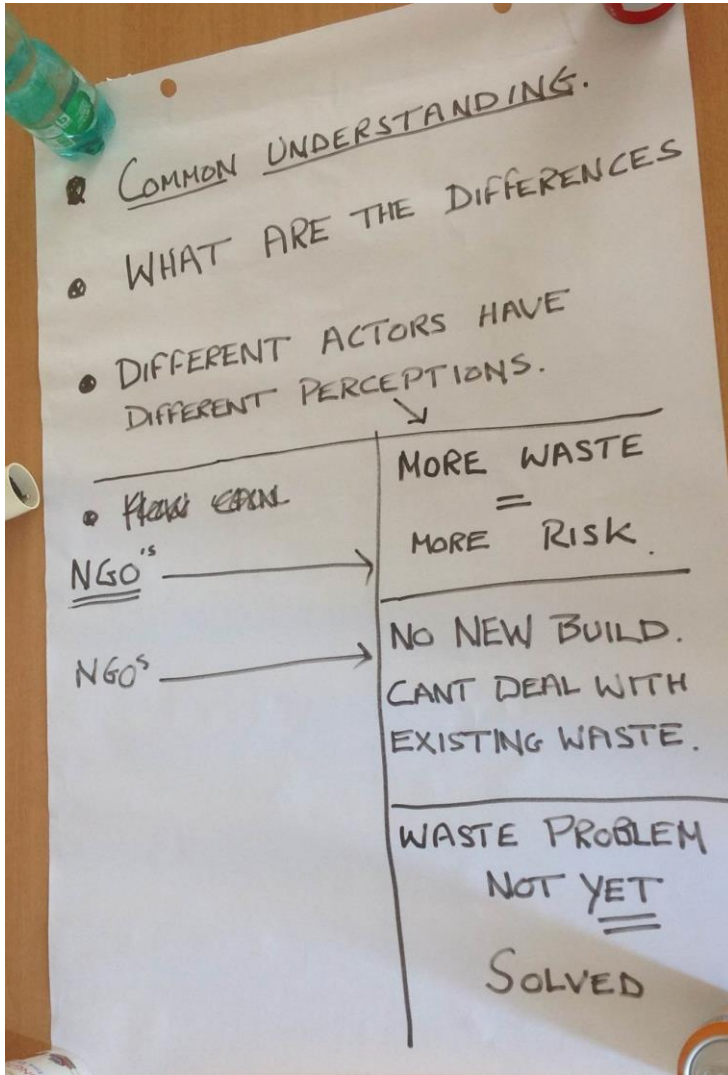 • COMMON UNDERSTANDING.
• WHAT ARE THE DIFFERENCES
• DIFFERENT ACTORS HAVE
DIFFERENT PERCEPTIONS.
MORE WASTE
=
MORE RISK.
NGO's
NGOs
NO NEW BUILD.
CANT DEAL WITH
EXISTING WASTE.
WASTE PROBLEM
NOT YET
SOLVED